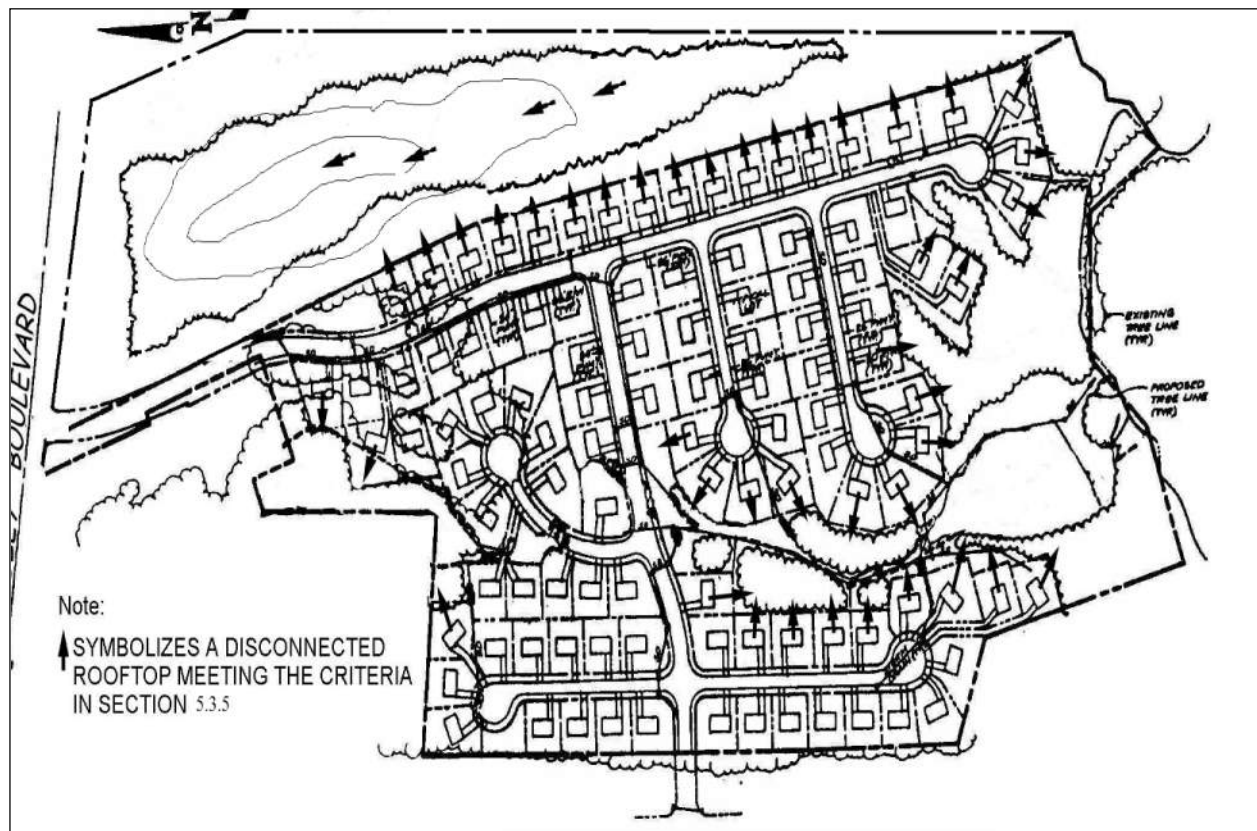 N
BOULEVARD
EXISTING
TREE LINE
(TYP.)
PROPOSED
TREE LINE
(TYP.)
Note:
SYMBOLIZES A DISCONNECTED
ROOFTOP MEETING THE CRITERIA
IN SECTION 5.3.5